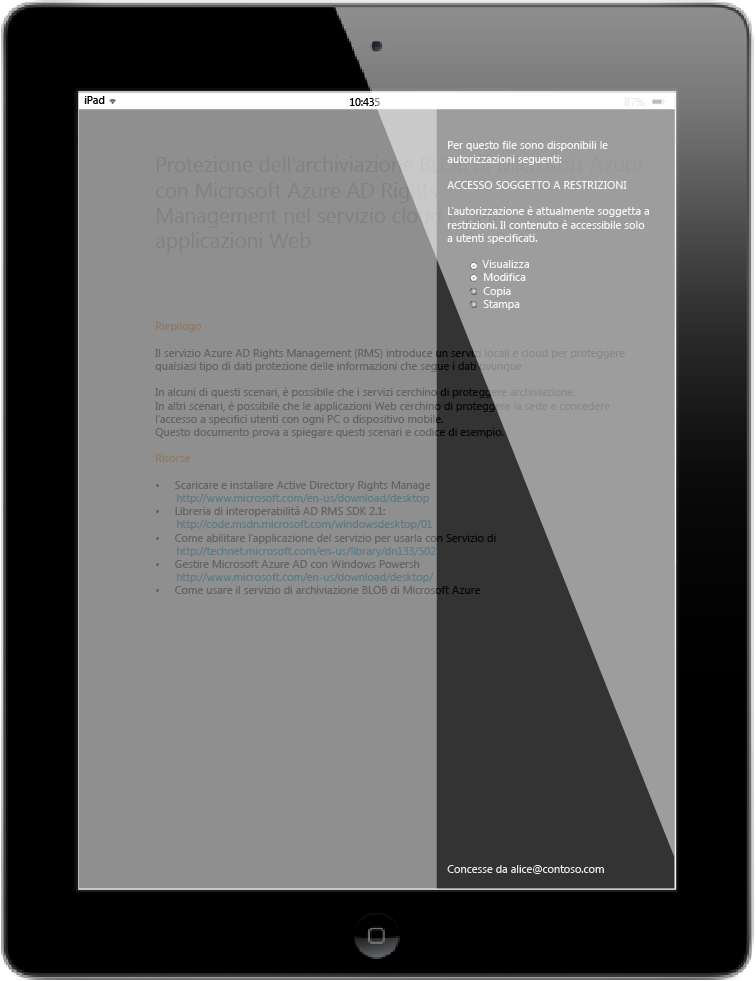 iPad
10:435
87%
Protezione dell'archiviazione BLOB di Microsoft Azure
con Microsoft Azure AD Rights
Management nel servizio cloud
applicazioni Web
Riepilogo
Il servizio Azure AD Rights Management (RMS) introduce un servizi locali e cloud per proteggere
qualsiasi tipo di dati protezione delle informazioni che segue i dati ovunque
In alcuni di questi scenari, è possibile che i servizi cerchino di proteggere archiviazione.
In altri scenari, è possibile che le applicazioni Web cerchino di proteggere la sede e concedere
l'accesso a specifici utenti con ogni PC o dispositivo mobile.
Questo documento prova a spiegare questi scenari e codice di esempio.
Risorse
• Scaricare e installare Active Directory Rights Manage
http://www.microsoft.com/en-us/download/desktop
• Libreria di interoperabilità AD RMS SDK 2.1:
http://code.msdn.microsoft.com/windowsdesktop/01
• Come abilitare l'applicazione del servizio per usarla con Servizio di
http://technet.microsoft.com/en-us/library/dn133/502
• Gestire Microsoft Azure AD con Windows Powersh
http://www.microsoft.com/en-us/download/desktop/
• Come usare il servizio di archiviazione BLOB di Microsoft Azure
Per questo file sono disponibili le
autorizzazioni seguenti:
ACCESSO SOGGETTO A RESTRIZIONI
L'autorizzazione è attualmente soggetta a
restrizioni. Il contenuto è accessibile solo
a utenti specificati.
Visualizza
Modifica
Copia
Stampa
Concesse da alice@contoso.com